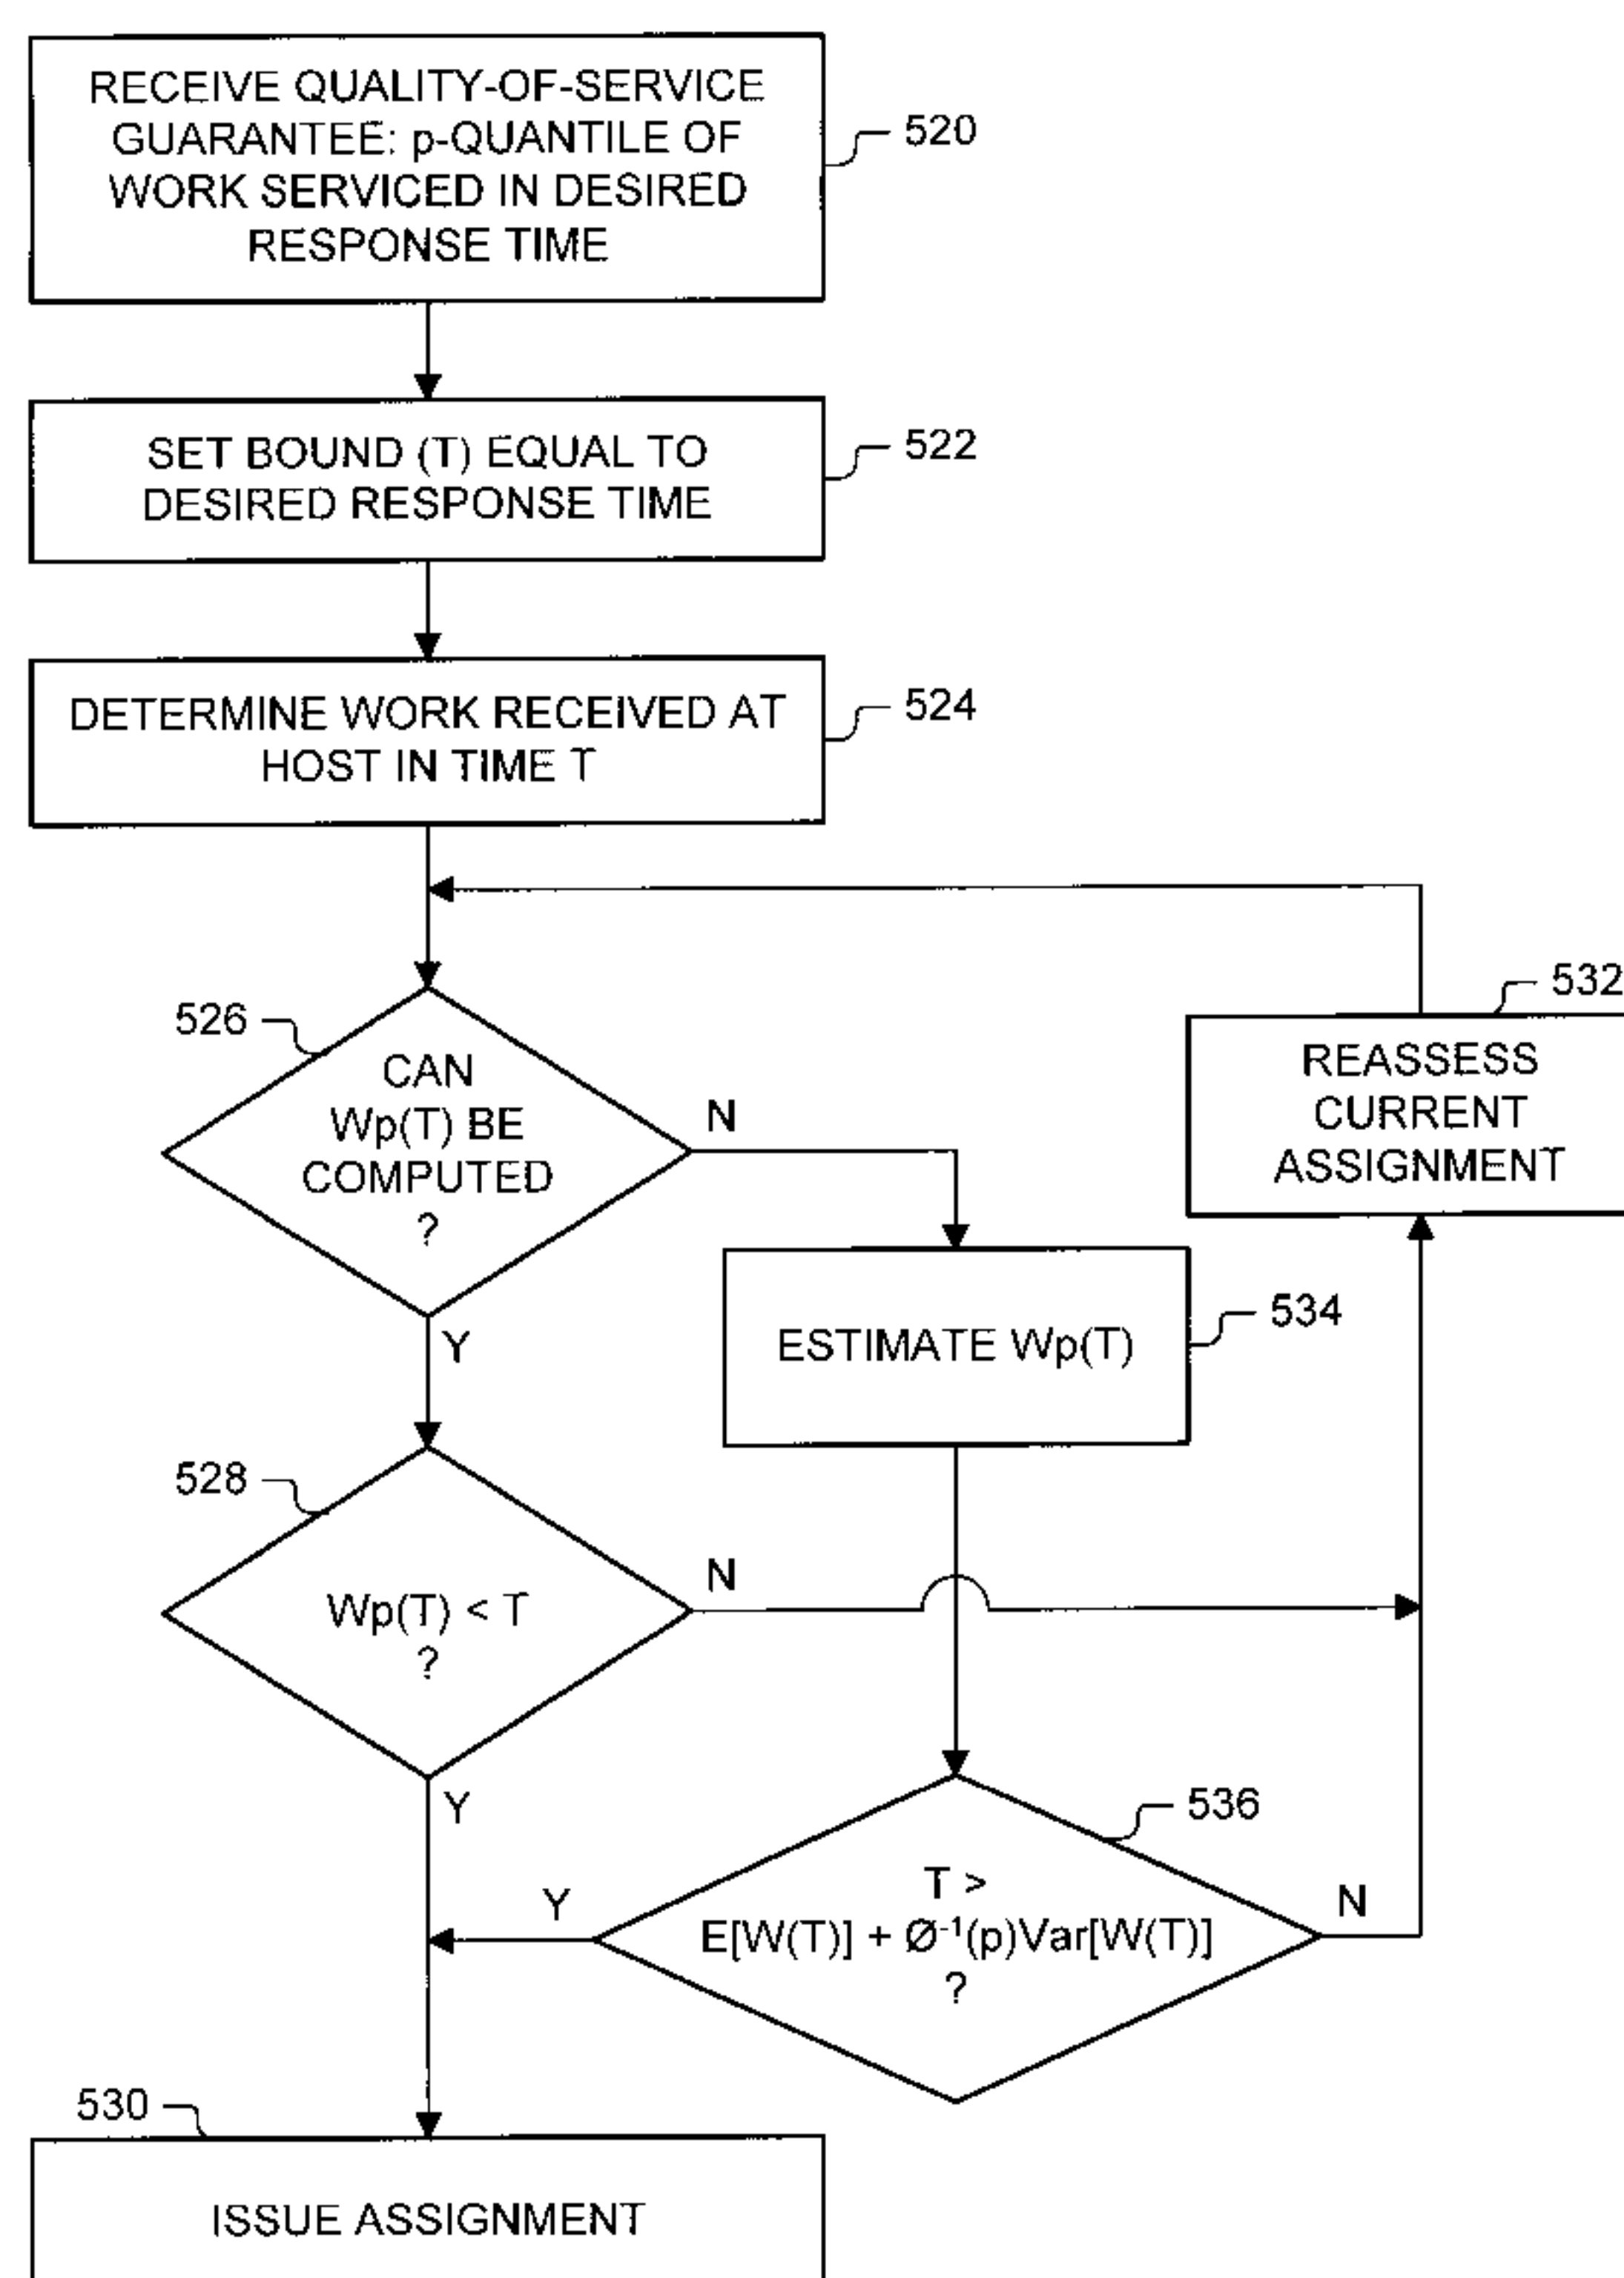 RECEIVE QUALITY-OF-SERVICE
GUARANTEE: p-QUANTILE OF
WORK SERVICED IN DESIRED
RESPONSE TIME
520
SET BOUND (T) EQUAL TO
DESIRED RESPONSE TIME
522
DETERMINE WORK RECEIVED AT
HOST IN TIME T
524
526
CAN
Wp(T) BE
COMPUTED
?
N
Y
532
REASSESS
CURRENT
ASSIGNMENT
ESTIMATE Wp(T)
534
528
Wp(T) < T
?
N
Y
536
T >
E[W(T)] + Ø⁻¹(p)Var[W(T)]
?
Y
N
530
ISSUE ASSIGNMENT